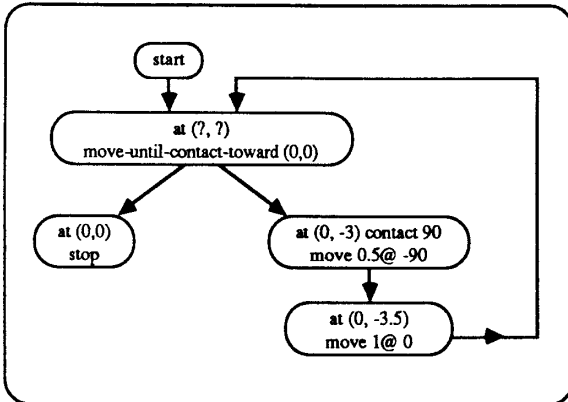 start
at (?, ?)
move-until-contact-toward (0,0)
at (0,0)
stop
at (0, -3) contact 90
move 0.5@ -90
at (0, -3.5)
move 1@ 0